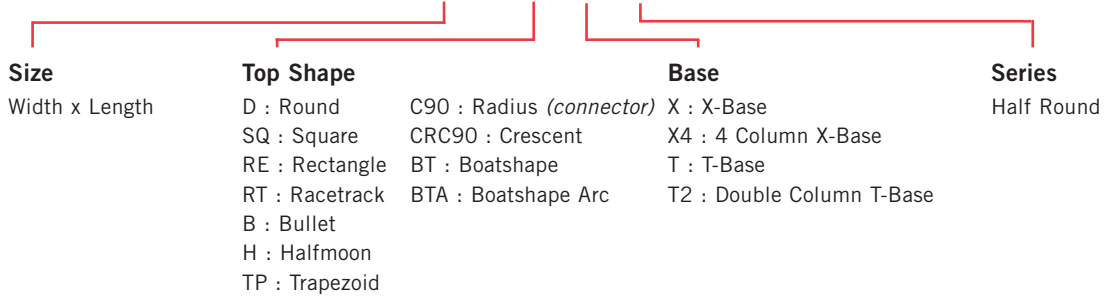 Size
Width x Length
Top Shape
D : Round
SQ : Square
RE : Rectangle
RT : Racetrack
B : Bullet
H : Halfmoon
TP : Trapezoid
C90 : Radius (connector)
CRC90 : Crescent
BT : Boatshape
BTA : Boatshape Arc
Base
X : X-Base
X4 : 4 Column X-Base
T : T-Base
T2 : Double Column T-Base
Series
Half Round